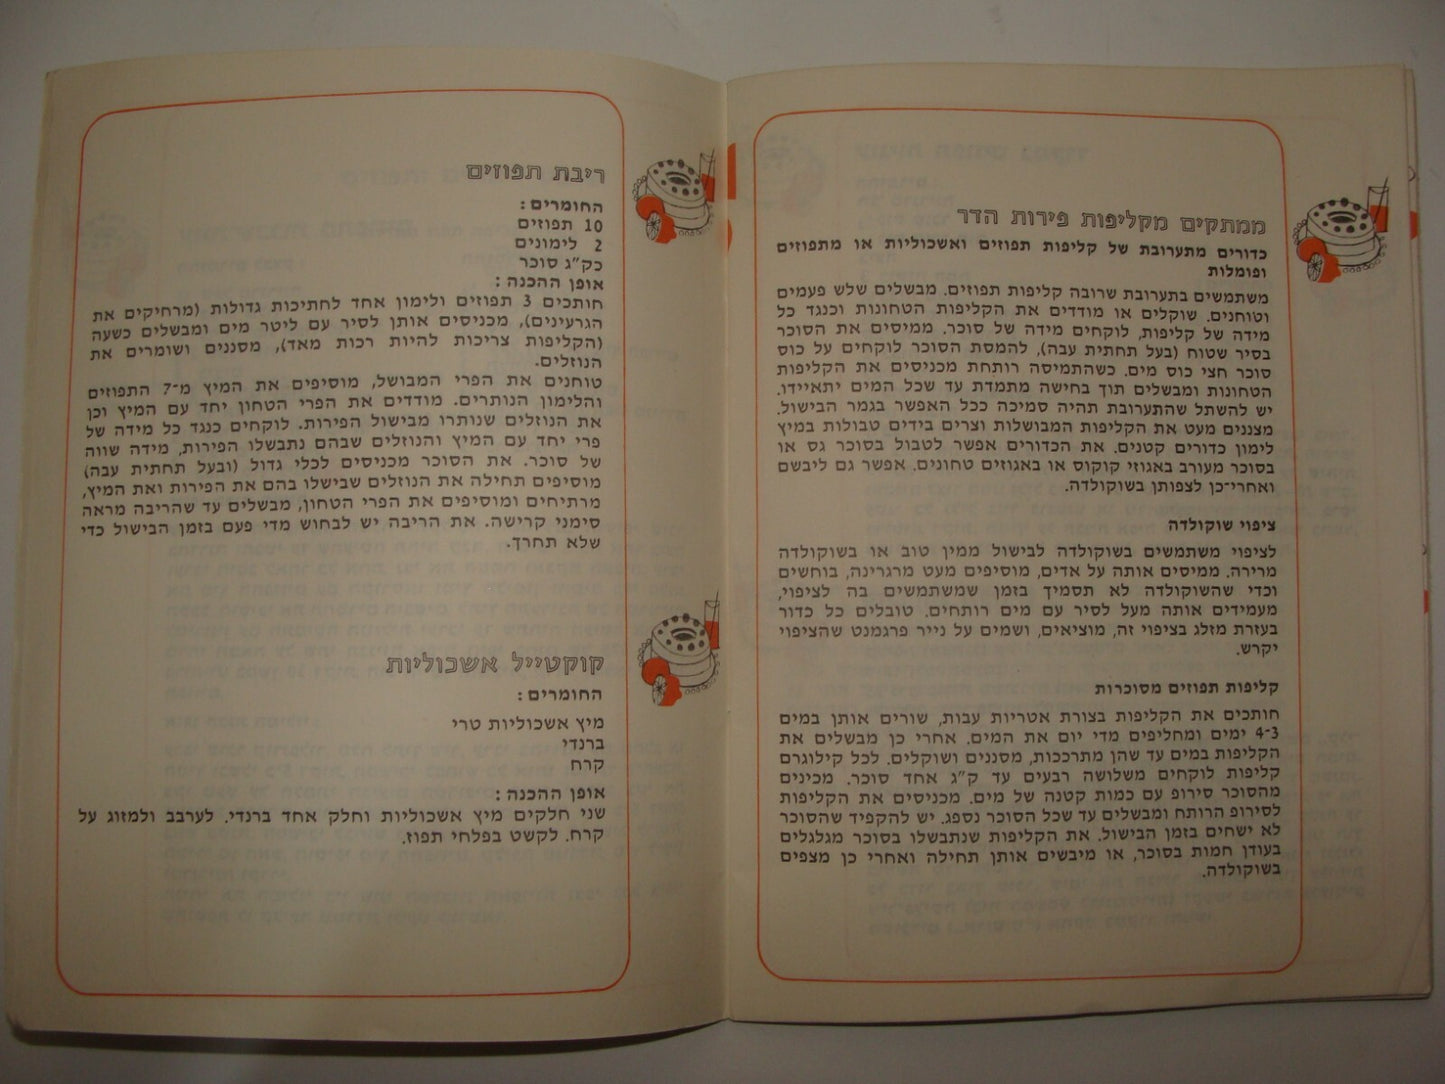 ממתקים מקליפות פירות הדר
כדורים מתערובת של קליפות תפוזים ואשכוליות או מתפוזים
ופומלות
משתמשים בתערובת שרובה קליפות תפוזים. מבשלים שלש פעמים
וטוחנים. שוקלים או מודדים את הקליפות הטחונות וכנגד כל
מידה של קליפות, לוקחים מידה של סוכר. ממיסים את הסוכר
בסיר שטוח (בעל תחתית עבה), להמסת הסוכר לוקחים על כוס
סוכר חצי כוס מים. כשהתמיסה רותחת מכניסים את הקליפות
הטחונות ומבשלים תוך בחישה מתמדת עד שכל המים יתאיידו.
יש להשתדל שהתערובת תהיה סמיכה ככל האפשר בגמר הבישול.
מצננים מעט את הקליפות המבושלות וצרים בידים טבולות במיץ
לימון כדורים קטנים. את הכדורים אפשר לטבול בסוכר גס או
בסוכר מעורב באגוזי קוקוס או באגוזים טחונים. אפשר גם ליבשם
ואחרי־כן לצפותן בשוקולדה.
ציפוי שוקולדה
לציפוי משתמשים בשוקולדה לבישול ממין טוב או בשוקולדה
מרירה. ממיסים אותה על אדים, מוסיפים מעט מרגרינה, בוחשים
וכדי שהשוקולדה לא תסמיך בזמן שמשתמשים בה לציפוי,
מעמידים אותה מעל לסיר עם מים רותחים. טובלים כל כדור
בעזרת מזלג בציפוי זה, מוציאים, ושמים על נייר פרגמנט שהציפוי
יקרש.
קליפות תפוזים מסוכרות
חותכים את הקליפות בצורת אטריות עבות, שורים אותן במים
3־4 ימים ומחליפים מדי יום את המים. אחרי כן מבשלים את
הקליפות במים עד שהן מתרככות, מסננים ושוקלים. לכל קילוגרם
קליפות לוקחים משלושה רבעים עד ק"ג אחד סוכר. מכינים
מהסוכר סירופ עם כמות קטנה של מים. מכניסים את הקליפות
לסירופ הרותח ומבשלים עד שכל הסוכר נספג. יש להקפיד שהסוכר
לא ישחים בזמן הבישול. את הקליפות שנתבשלו בסוכר מגלגלים
בעודן חמות בסוכר, או מיבשים אותן תחילה ואחרי כן מצפים
בשוקולדה.
ריבת תפוזים
החומרים :
10 תפוזים
2 לימונים
כק"ג סוכר
אופן ההכנה :
חותכים 3 תפוזים ולימון אחד לחתיכות גדולות (מרחיקים את
הגרעינים), מכניסים אותן לסיר עם ליטר מים ומבשלים כשעה
(הקליפות צריכות להיות רכות מאד), מסננים ושומרים את
הנוזלים.
טוחנים את הפרי המבושל, מוסיפים את המיץ מ־7 התפוזים
והלימון הנותרים. מודדים את הפרי הטחון יחד עם המיץ וכן
את הנוזלים שנותרו מבישול הפירות. לוקחים כנגד כל מידה של
פרי יחד עם המיץ והנוזלים שבהם נתבשלו הפירות, מידה שווה
של סוכר. את הסוכר מכניסים לכלי גדול (ובעל תחתית עבה)
מוסיפים תחילה את הנוזלים שבישלו בהם את הפירות ואת המיץ,
מרתיחים ומוסיפים את הפרי הטחון, מבשלים עד שהריבה מראה
סימני קרישה. את הריבה יש לבחוש מדי פעם בזמן הבישול כדי
שלא תחרך.
קוקטייל אשכוליות
החומרים :
מיץ אשכוליות טרי
ברנדי
קרח
אופן ההכנה :
שני חלקים מיץ אשכוליות וחלק אחד ברנדי. לערבב ולמזוג על
קרח. לקשט בפלחי תפוז.